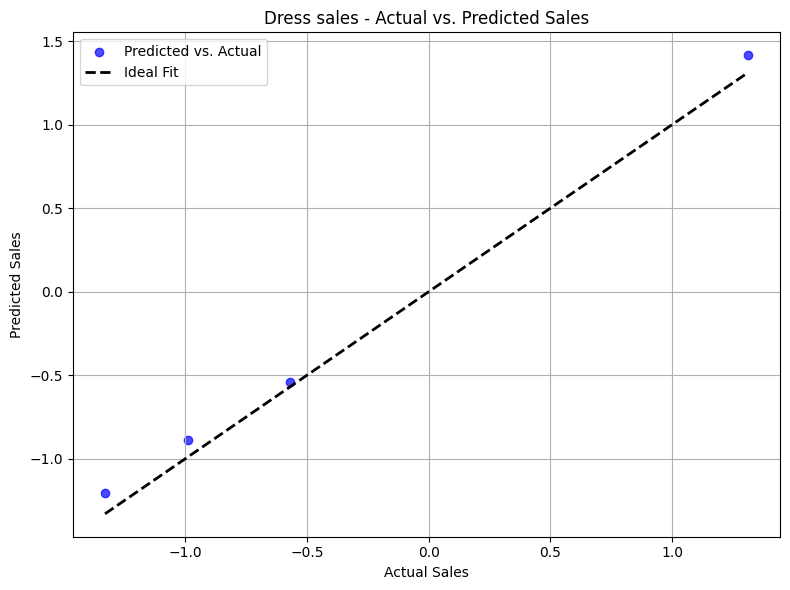 Dress sales - Actual vs. Predicted Sales
Predicted vs. Actual
Ideal Fit
1.5
1.0
0.5
0.0
−0.5
−1.0
Predicted Sales
−1.0
−0.5
0.0
0.5
1.0
Actual Sales